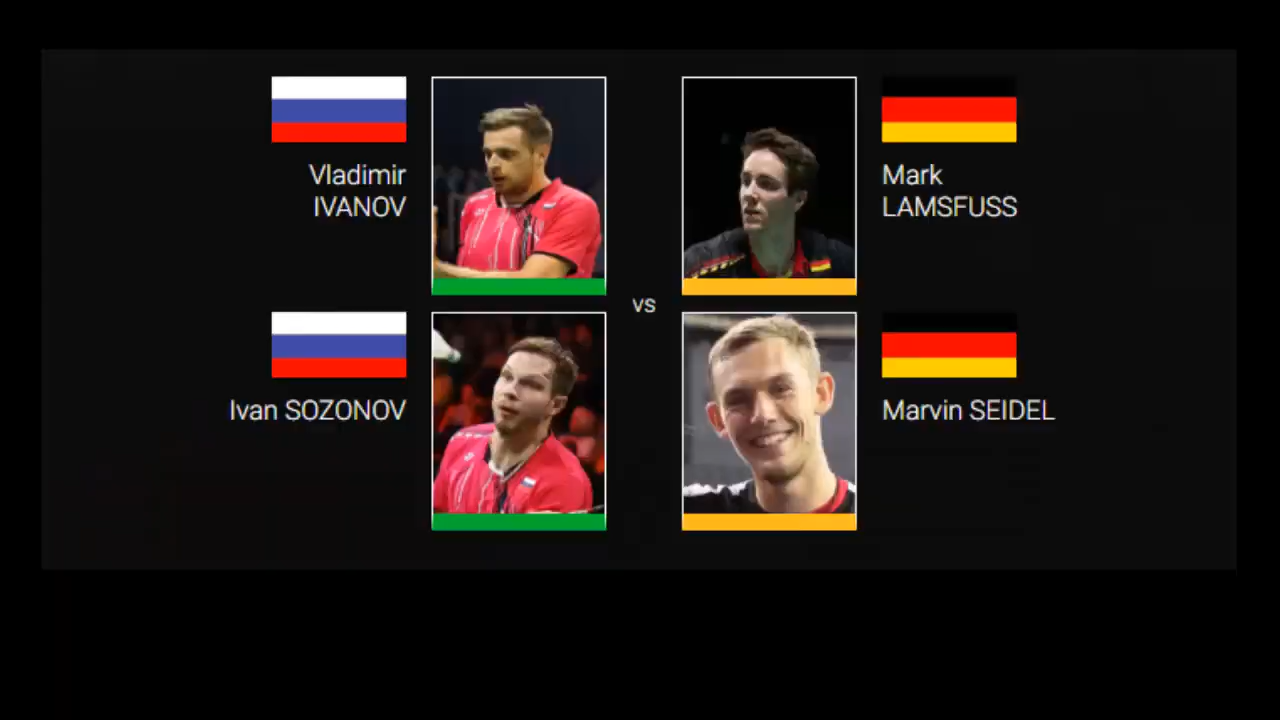 Vladimir
IVANOV
Mark
LAMSFUSS
vs
Ivan SOZONOV
Marvin SEIDEL